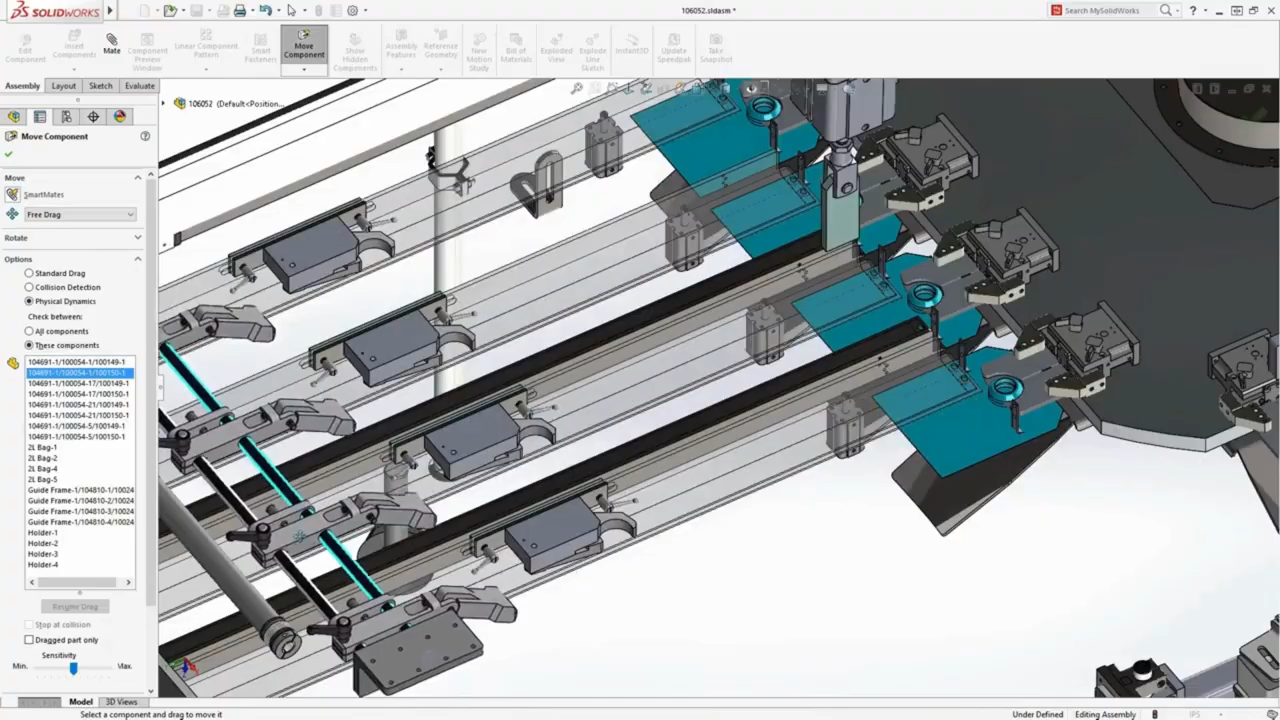 SOLIDWORKS
106052.sldasm *
Search MySolidWorks
Edit Component
Insert Components
Mate
Component Preview Window
Linear Component Pattern
Smart Fasteners
Move Component
Show Hidden Components
Assembly Features
Reference Geometry
New Motion Study
Bill of Materials
Exploded View
Explode Line Sketch
Instant3D
Update Speedpak
Take Snapshot
Assembly
Layout
Sketch
Evaluate
106052 (Default<Position...
Move Component
Move
SmartMates
Free Drag
Rotate
Options
Standard Drag
Collision Detection
Physical Dynamics
Check between:
All components
These components
104691-1/100054-1/100149-1
104691-1/100054-1/100150-1
104691-1/100054-17/100149-1
104691-1/100054-17/100150-1
104691-1/100054-21/100149-1
104691-1/100054-21/100150-1
104691-1/100054-5/100149-1
104691-1/100054-5/100150-1
2L Bag-1
2L Bag-2
2L Bag-4
2L Bag-5
Guide Frame-1/104810-1/10024
Guide Frame-1/104810-2/10024
Guide Frame-1/104810-3/10024
Guide Frame-1/104810-4/10024
Holder-1
Holder-2
Holder-3
Holder-4
Resume Drag
Stop at collision
Dragged part only
Sensitivity
Min.
Max.
Model
3D Views
Select a component and drag to move it
Under Defined
Editing Assembly
IPS